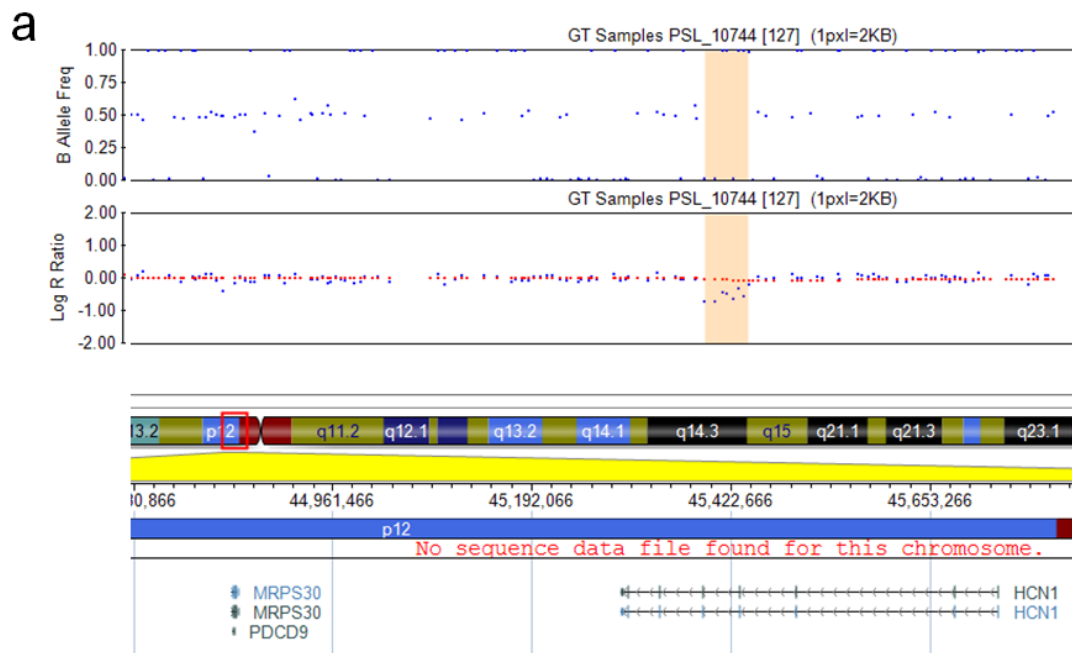 a
GT Samples PSL_10744 [127] (1pxl=2KB)
B Allele Freq
1.00
0.75
0.50
0.25
0.00
GT Samples PSL_10744 [127] (1pxl=2KB)
Log R Ratio
2.00
1.00
0.00
-1.00
-2.00
13.2 p12 q11.2 q12.1 q13.2 q14.1 q14.3 q15 q21.1 q21.3 q23.1
30,866 44,961,466 45,192,066 45,422,666 45,653,266
p12
No sequence data file found for this chromosome.
MRPS30 HCN1
MRPS30 HCN1
PDCD9